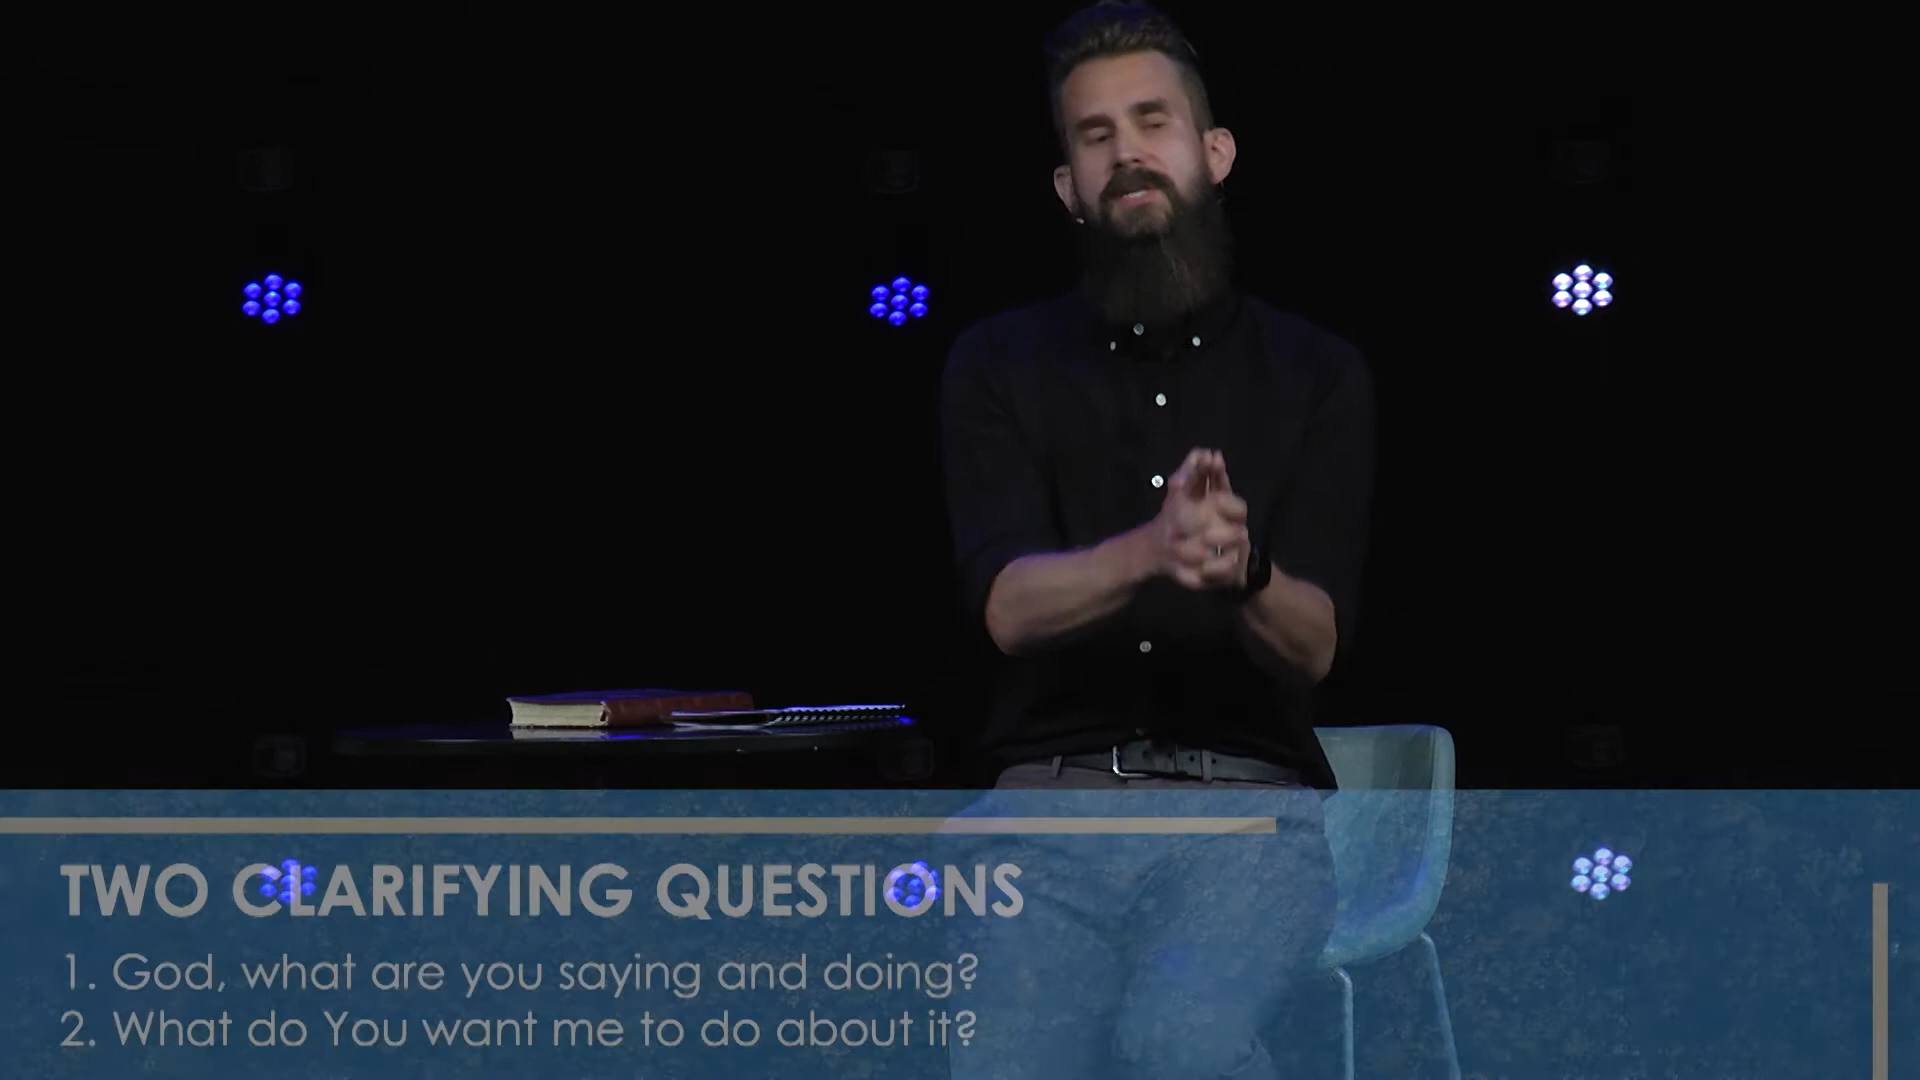 TWO CLARIFYING QUESTIONS
1. God, what are you saying and doing?
2. What do You want me to do about it?